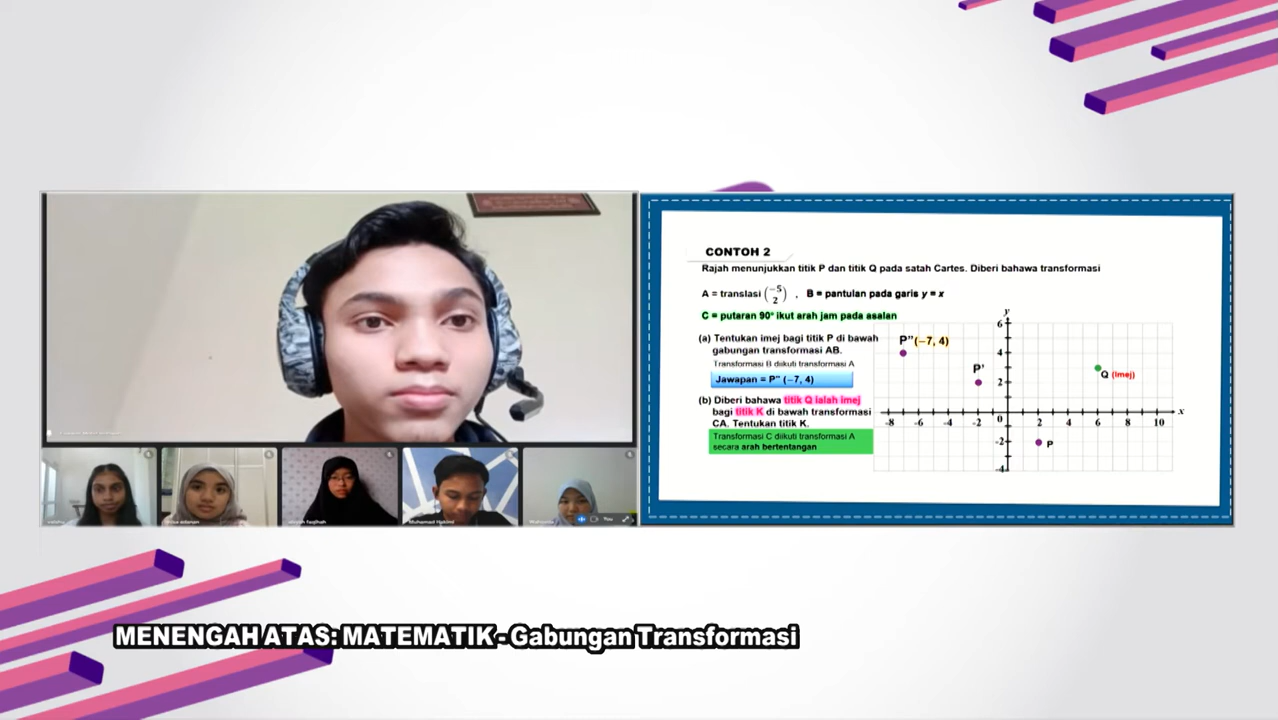 CONTOH 2
Rajah menunjukkan titik P dan titik Q pada satah Cartes. Diberi bahawa transformasi
A = translasi (−5 2) , B = pantulan pada garis y = x
C = putaran 90° ikut arah jam pada asalan
(a) Tentukan imej bagi titik P di bawah
gabungan transformasi AB.
Transformasi B diikuti transformasi A
Jawapan = P'' (−7, 4)
(b) Diberi bahawa titik Q ialah imej
bagi titik K di bawah transformasi
CA. Tentukan titik K.
Transformasi C diikuti transformasi A
secara arah bertentangan
y
6
P''(−7, 4)
4
P'
Q (imej)
2
x
-8 -6 -4 -2 0 2 4 6 8 10
-2
P
-4
You
MENENGAH ATAS: MATEMATIK - Gabungan Transformasi